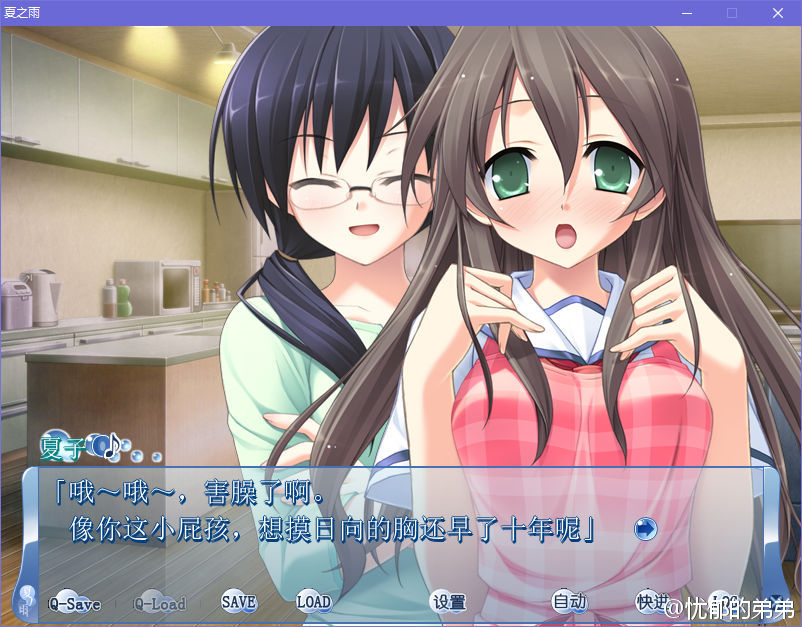 夏之雨
夏子
「哦～哦～，害臊了啊。
像你这小屁孩，想摸日向的胸还早了十年呢」
Q-Save Q-Load SAVE LOAD 设置 自动 快进
@忧郁的弟弟